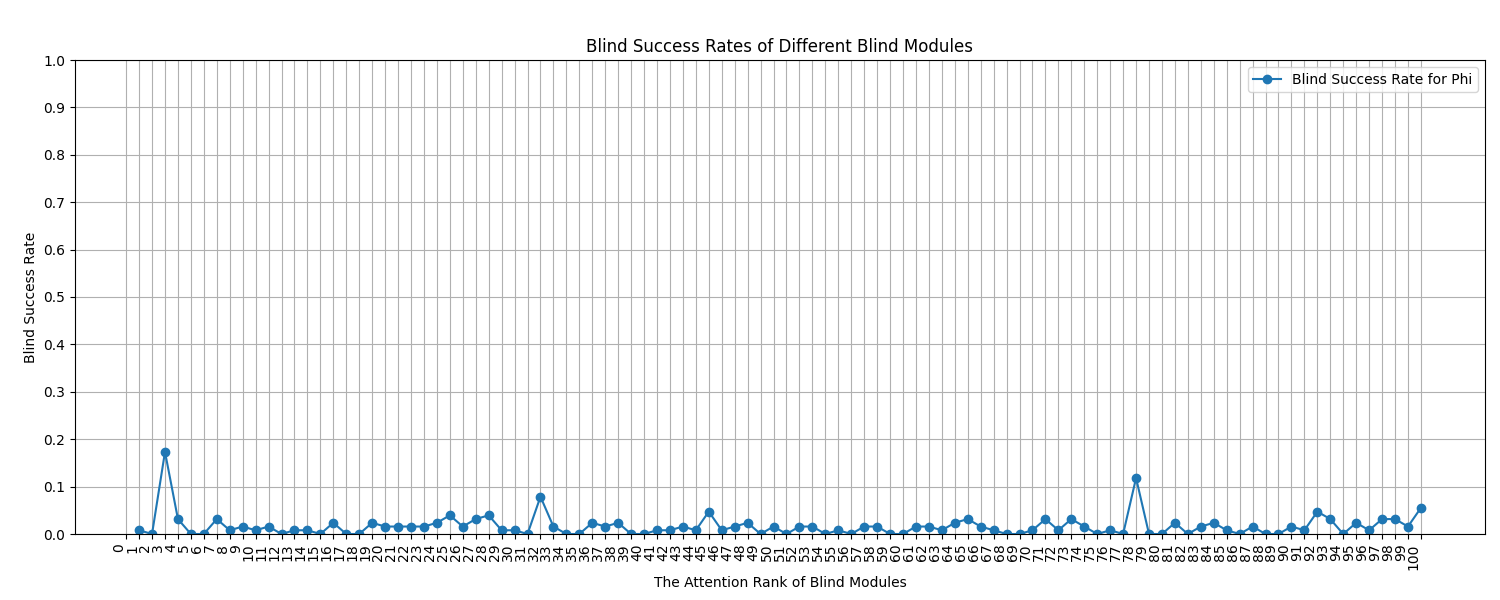 Blind Success Rates of Different Blind Modules
Blind Success Rate for Phi
Blind Success Rate
1.0
0.9
0.8
0.7
0.6
0.5
0.4
0.3
0.2
0.1
0.0
0 1 2 3 4 5 6 7 8 9 10 11 12 13 14 15 16 17 18 19 20 21 22 23 24 25 26 27 28 29 30 31 32 33 34 35 36 37 38 39 40 41 42 43 44 45 46 47 48 49 50 51 52 53 54 55 56 57 58 59 60 61 62 63 64 65 66 67 68 69 70 71 72 73 74 75 76 77 78 79 80 81 82 83 84 85 86 87 88 89 90 91 92 93 94 95 96 97 98 99 100
The Attention Rank of Blind Modules